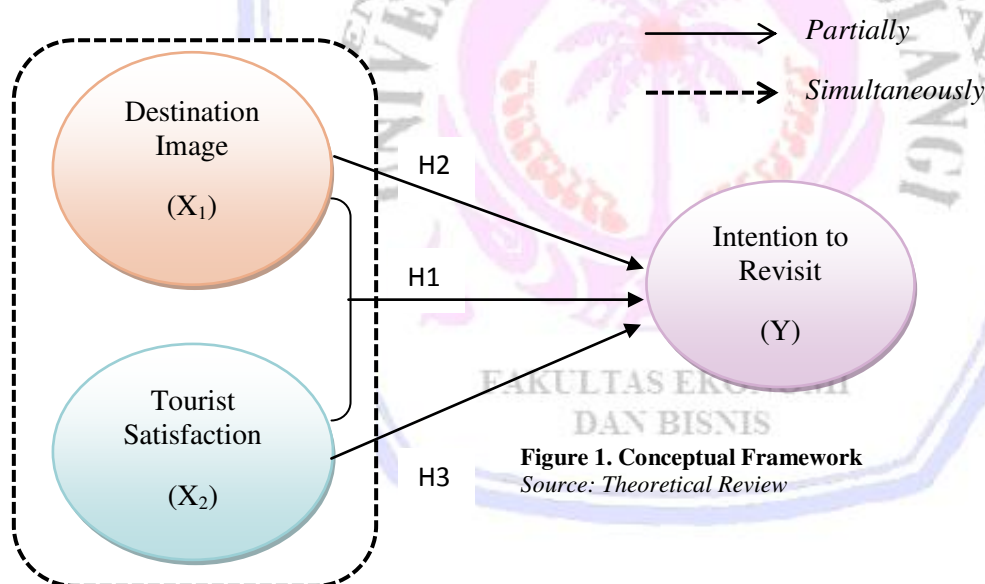 Partially
Simultaneously
Destination
Image
(X₁)
H2
Intention to
Revisit
(Y)
H1
Tourist
Satisfaction
(X₂)
H3
FAKULTAS EKONOMI
DAN BISNIS
Figure 1. Conceptual Framework
Source: Theoretical Review